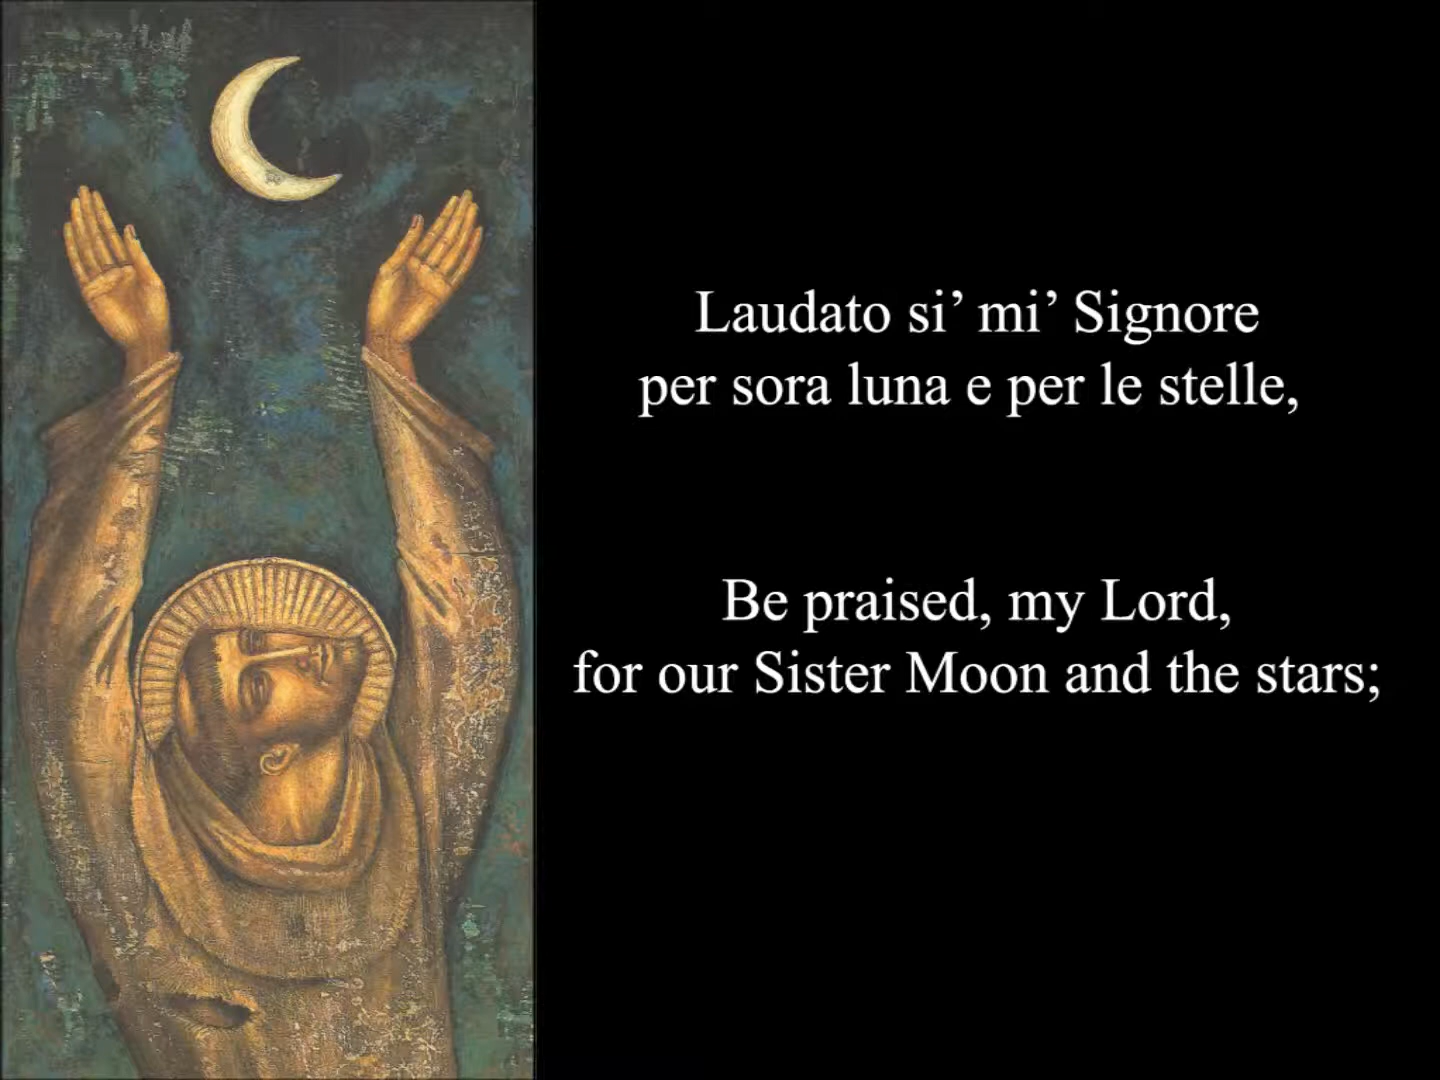 Laudato si’ mi’ Signore
per sora luna e per le stelle,
Be praised, my Lord,
for our Sister Moon and the stars;